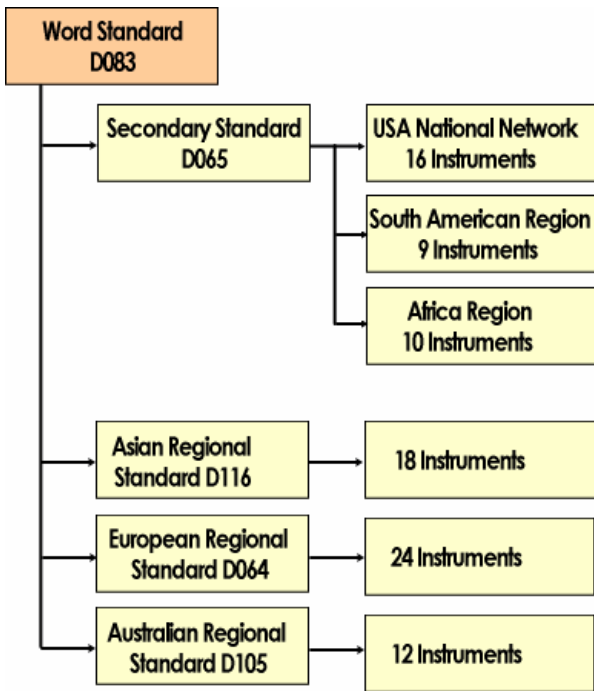 Word Standard
D083
Secondary Standard
D065
USA National Network
16 Instruments
South American Region
9 Instruments
Africa Region
10 Instruments
Asian Regional
Standard D116
18 Instruments
European Regional
Standard D064
24 Instruments
Australian Regional
Standard D105
12 Instruments